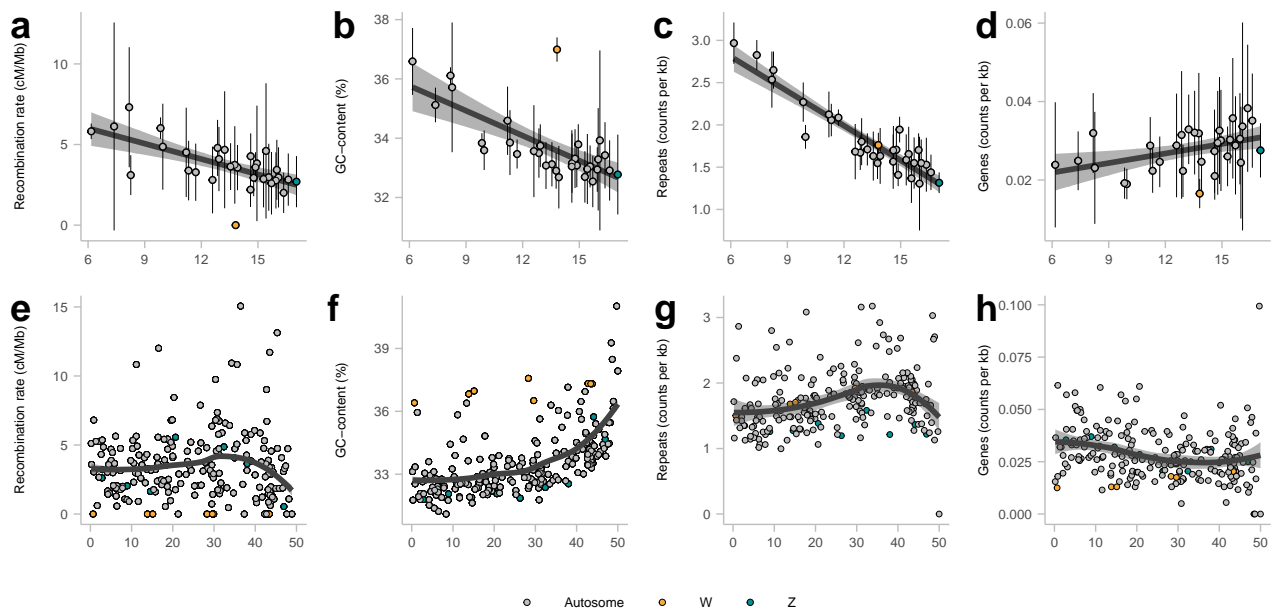 a
Recombination rate (cM/Mb)
10
5
0
6 9 12 15
b
GC−content (%)
38
36
34
32
6 9 12 15
c
Repeats (counts per kb)
3.0
2.5
2.0
1.5
1.0
6 9 12 15
d
Genes (counts per kb)
0.06
0.04
0.02
6 9 12 15
e
Recombination rate (cM/Mb)
15
10
5
0
0 10 20 30 40 50
f
GC−content (%)
39
36
33
0 10 20 30 40 50
g
Repeats (counts per kb)
3
2
1
0
0 10 20 30 40 50
h
Genes (counts per kb)
0.100
0.075
0.050
0.025
0.000
0 10 20 30 40 50
Autosome W Z